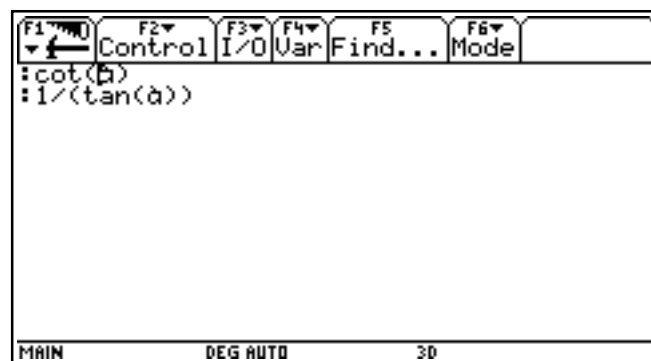 F1 F2 F3 F4 F5 F6
Control I/O Var Find... Mode
:cot(à)
:1/(tan(à))
MAIN DEG AUTO 3D